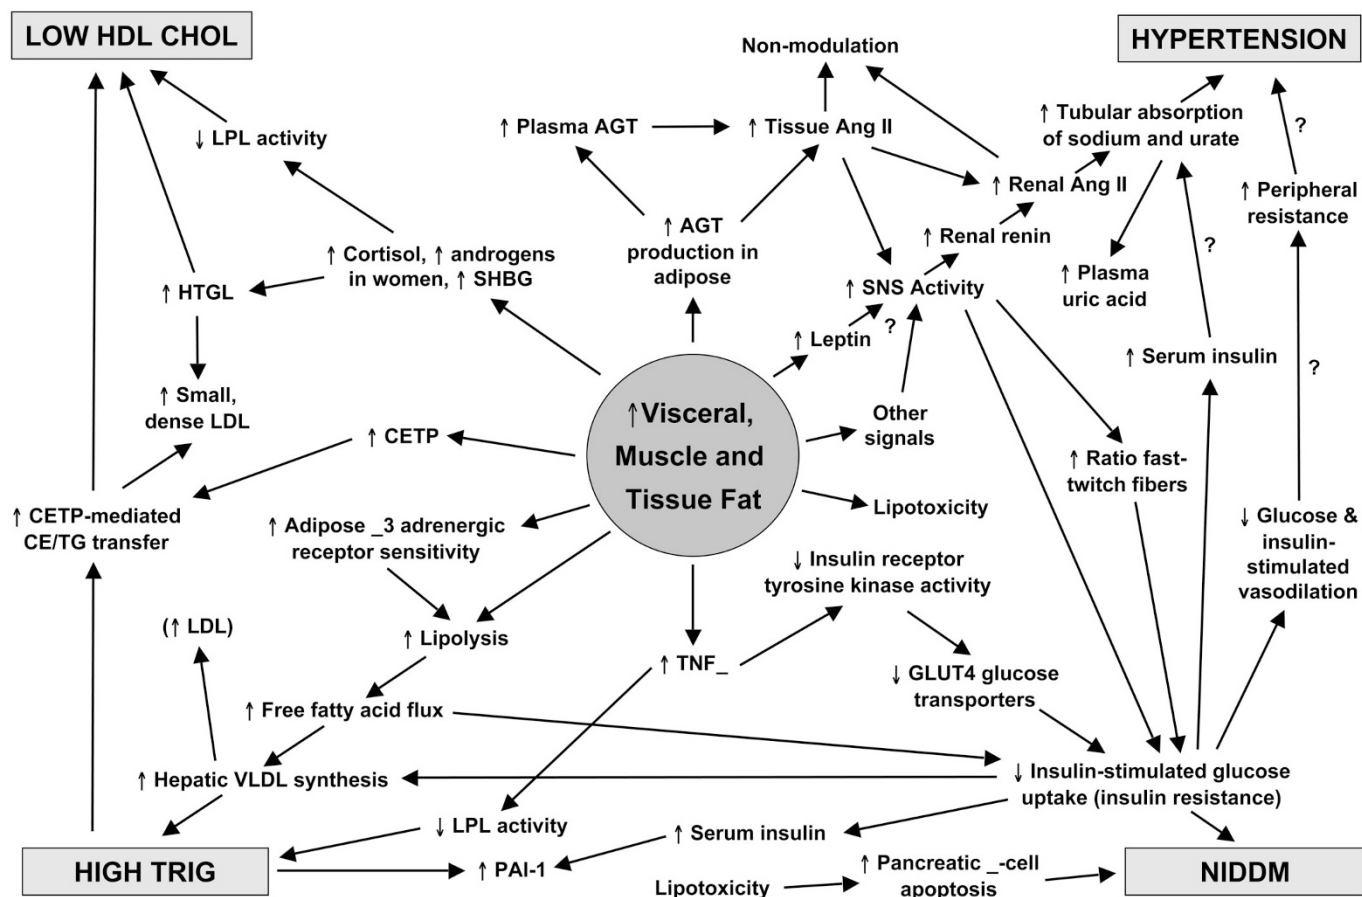 LOW HDL CHOL
HYPERTENSION
Non-modulation
↑ Plasma AGT
↑ Tissue Ang II
↑ Tubular absorption
of sodium and urate
?
↓ LPL activity
↑ Renal Ang II
↑ Peripheral
resistance
↑ AGT
production in
adipose
↑ Renal renin
?
↑ Cortisol, ↑ androgens
in women, ↑ SHBG
↑ HTGL
↑ SNS Activity
↑ Plasma
uric acid
↑ Leptin
?
↑ Serum insulin
?
↑ Small,
dense LDL
↑ Visceral,
Muscle and
Tissue Fat
Other
signals
↑ CETP
↑ Ratio fast-
twitch fibers
↑ CETP-mediated
CE/TG transfer
↑ Adipose _3 adrenergic
receptor sensitivity
Lipotoxicity
↓ Glucose &
insulin-
stimulated
vasodilation
↓ Insulin receptor
tyrosine kinase activity
(↑ LDL)
↑ Lipolysis
↑ TNF_
↓ GLUT4 glucose
transporters
↑ Free fatty acid flux
↑ Hepatic VLDL synthesis
↓ Insulin-stimulated glucose
uptake (insulin resistance)
↓ LPL activity
↑ Serum insulin
HIGH TRIG
↑ PAI-1
Lipotoxicity
↑ Pancreatic _-cell
apoptosis
NIDDM